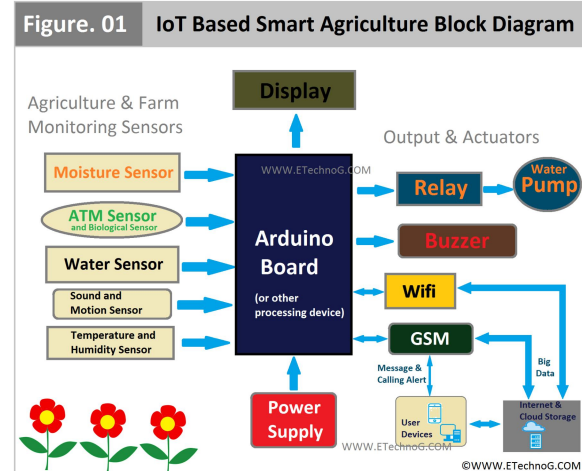 Figure. 01 IoT Based Smart Agriculture Block Diagram
Agriculture & Farm
Monitoring Sensors
Display
Output & Actuators
WWW.ETechnoG.COM
Moisture Sensor
ATM Sensor
and Biological Sensor
Water Sensor
Sound and
Motion Sensor
Temperature and
Humidity Sensor
Arduino
Board
(or other
processing device)
Relay
Water
Pump
Buzzer
Wifi
GSM
Message &
Calling Alert
Big
Data
Power
Supply
User
Devices
Internet &
Cloud Storage
WWW.ETechnoG.COM
©WWW.ETechnoG.COM